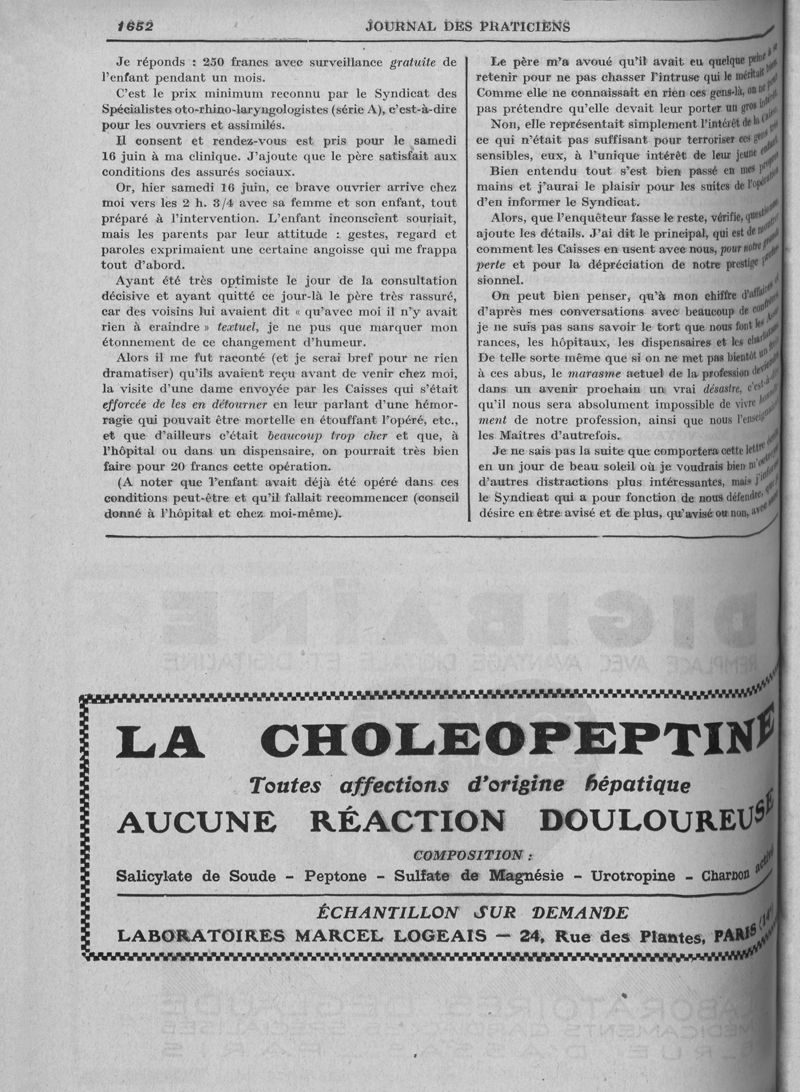 1652 JOURNAL DES PRATICIENS
Je réponds : 250 francs avec surveillance gratuite de
l'enfant pendant un mois.
C'est le prix minimum reconnu par le Syndicat des
Spécialistes oto-rhino-laryngologistes (série A), c'est-à-dire
pour les ouvriers et assimilés.
Il consent et rendez-vous est pris pour le samedi
16 juin à ma clinique. J'ajoute que le père satisfait aux
conditions des assurés sociaux.
Or, hier samedi 16 juin, ce brave ouvrier arrive chez
moi vers les 2 h. 3/4 avec sa femme et son enfant, tout
préparé à l'intervention. L'enfant inconscient souriait,
mais les parents par leur attitude : gestes, regard et
paroles exprimaient une certaine angoisse qui me frappa
tout d'abord.
Ayant été très optimiste le jour de la consultation
décisive et ayant quitté ce jour-là le père très rassuré,
car des voisins lui avaient dit « qu'avec moi il n'y avait
rien à eraindre » textuel, je ne pus que marquer mon
étonnement de ce changement d'humeur.
Alors il me fut raconté (et je serai bref pour ne rien
dramatiser) qu'ils avaient reçu avant de venir chez moi,
la visite d'une dame envoyée par les Caisses qui s'était
efforcée de les en détourner en leur parlant d'une hémor-
ragie qui pouvait être mortelle en étouffant l'opéré, etc.,
et que d'ailleurs c'était beaucoup trop cher et que, à
l'hôpital ou dans un dispensaire, on pourrait très bien
faire pour 20 francs cette opération.
(A noter que l'enfant avait déjà été opéré dans ces
conditions peut-être et qu'il fallait recommencer (conseil
donné à l'hôpital et chez moi-même).
Le père m'a avoué qu'il avait eu quelque peine à se
retenir pour ne pas chasser l'intruse qui le méritait
Comme elle ne connaissait en rien ces gens-là, on ne
pas prétendre qu'elle devait leur porter un gros
Non, elle représentait simplement l'intérêt de la
ce qui n'était pas suffisant pour terroriser ces gens
sensibles, eux, à l'unique intérêt de leur jeune
Bien entendu tout s'est bien passé en mes
mains et j'aurai le plaisir pour les suites de
d'en informer le Syndicat.
Alors, que l'enquêteur fasse le reste, vérifie,
ajoute les détails. J'ai dit le principal, qui est de
comment les Caisses en usent avec nous, pour notre
perte et pour la dépréciation de notre prestige
sionnel.
On peut bien penser, qu'à mon chiffre d'affaires
d'après mes conversations avec beaucoup de
je ne suis pas sans savoir le tort que nous font les
rances, les hôpitaux, les dispensaires et les
De telle sorte même que si on ne met pas bientôt un
à ces abus, le marasme actuel de la profession
dans un avenir prochain un vrai désastre, c'est-à-
qu'il nous sera absolument impossible de vivre
ment de notre profession, ainsi que nous
les Maîtres d'autrefois.
Je ne sais pas la suite que comportera cette lettre
en un jour de beau soleil où je voudrais bien
d'autres distractions plus intéressantes, mais
le Syndicat qui a pour fonction de nous défendre,
désire en être avisé et de plus, qu'avisé ou non, avec
LA CHOLEOPEPTINE
Toutes affections d'origine hépatique
AUCUNE RÉACTION DOULOUREUSE
COMPOSITION :
Salicylate de Soude - Peptone - Sulfate de Magnésie - Urotropine - Charbon
ÉCHANTILLON SUR DEMANDE
LABORATOIRES MARCEL LOGEAIS — 24, Rue des Plantes, PARIS